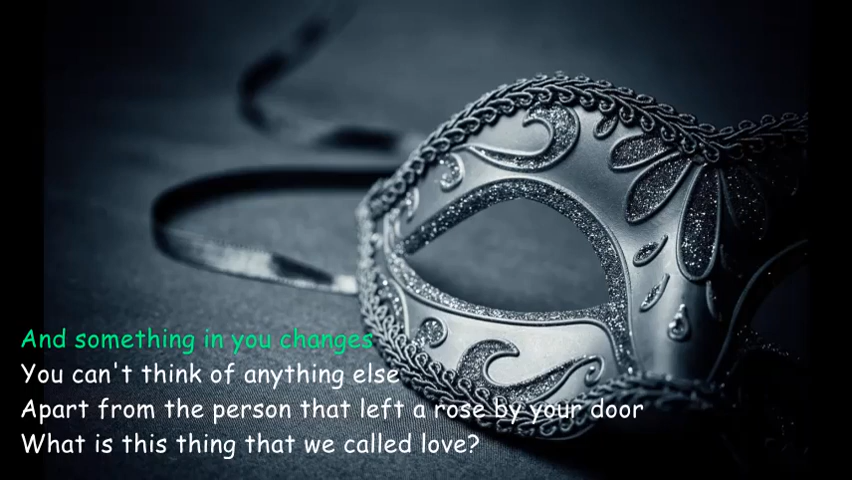 And something in you changes
You can't think of anything else
Apart from the person that left a rose by your door
What is this thing that we called love?